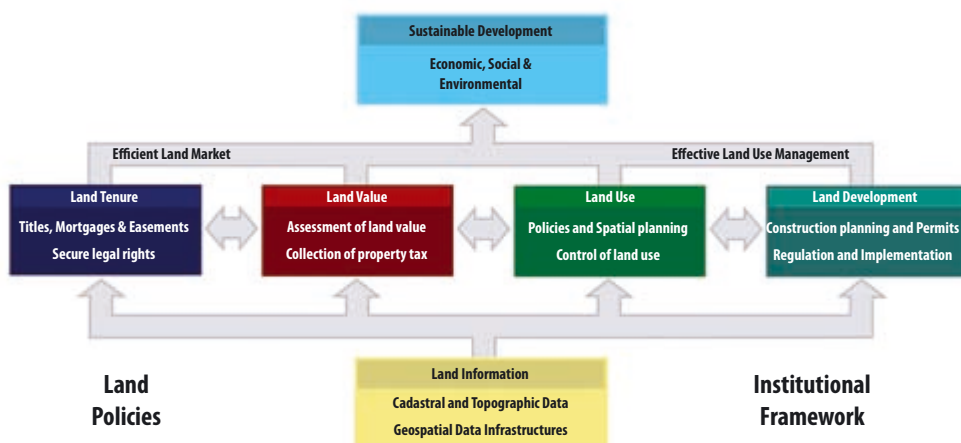 Sustainable Development
Economic, Social &
Environmental
Efficient Land Market
Effective Land Use Management
Land Tenure
Titles, Mortgages & Easements
Secure legal rights
Land Value
Assessment of land value
Collection of property tax
Land Use
Policies and Spatial planning
Control of land use
Land Development
Construction planning and Permits
Regulation and Implementation
Land
Policies
Land Information
Cadastral and Topographic Data
Geospatial Data Infrastructures
Institutional
Framework